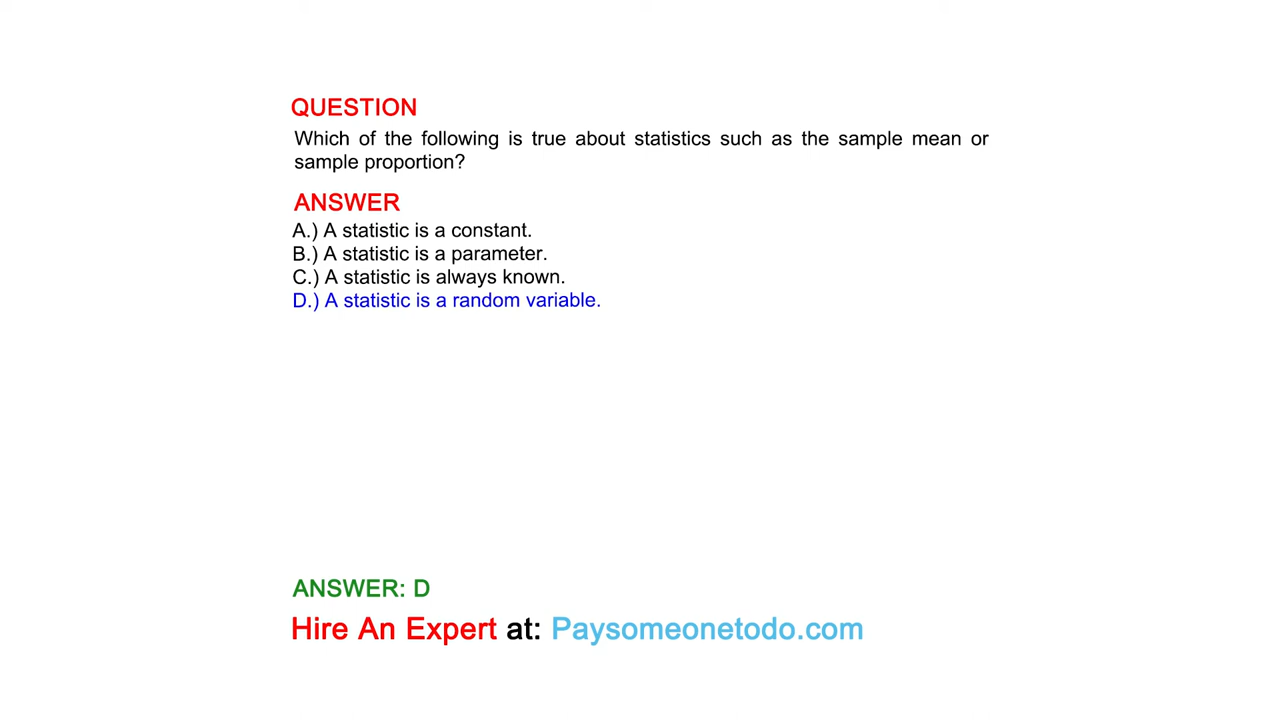 QUESTION
Which of the following is true about statistics such as the sample mean or
sample proportion?
ANSWER
A.) A statistic is a constant.
B.) A statistic is a parameter.
C.) A statistic is always known.
D.) A statistic is a random variable.
ANSWER: D
Hire An Expert at: Paysomeonetodo.com